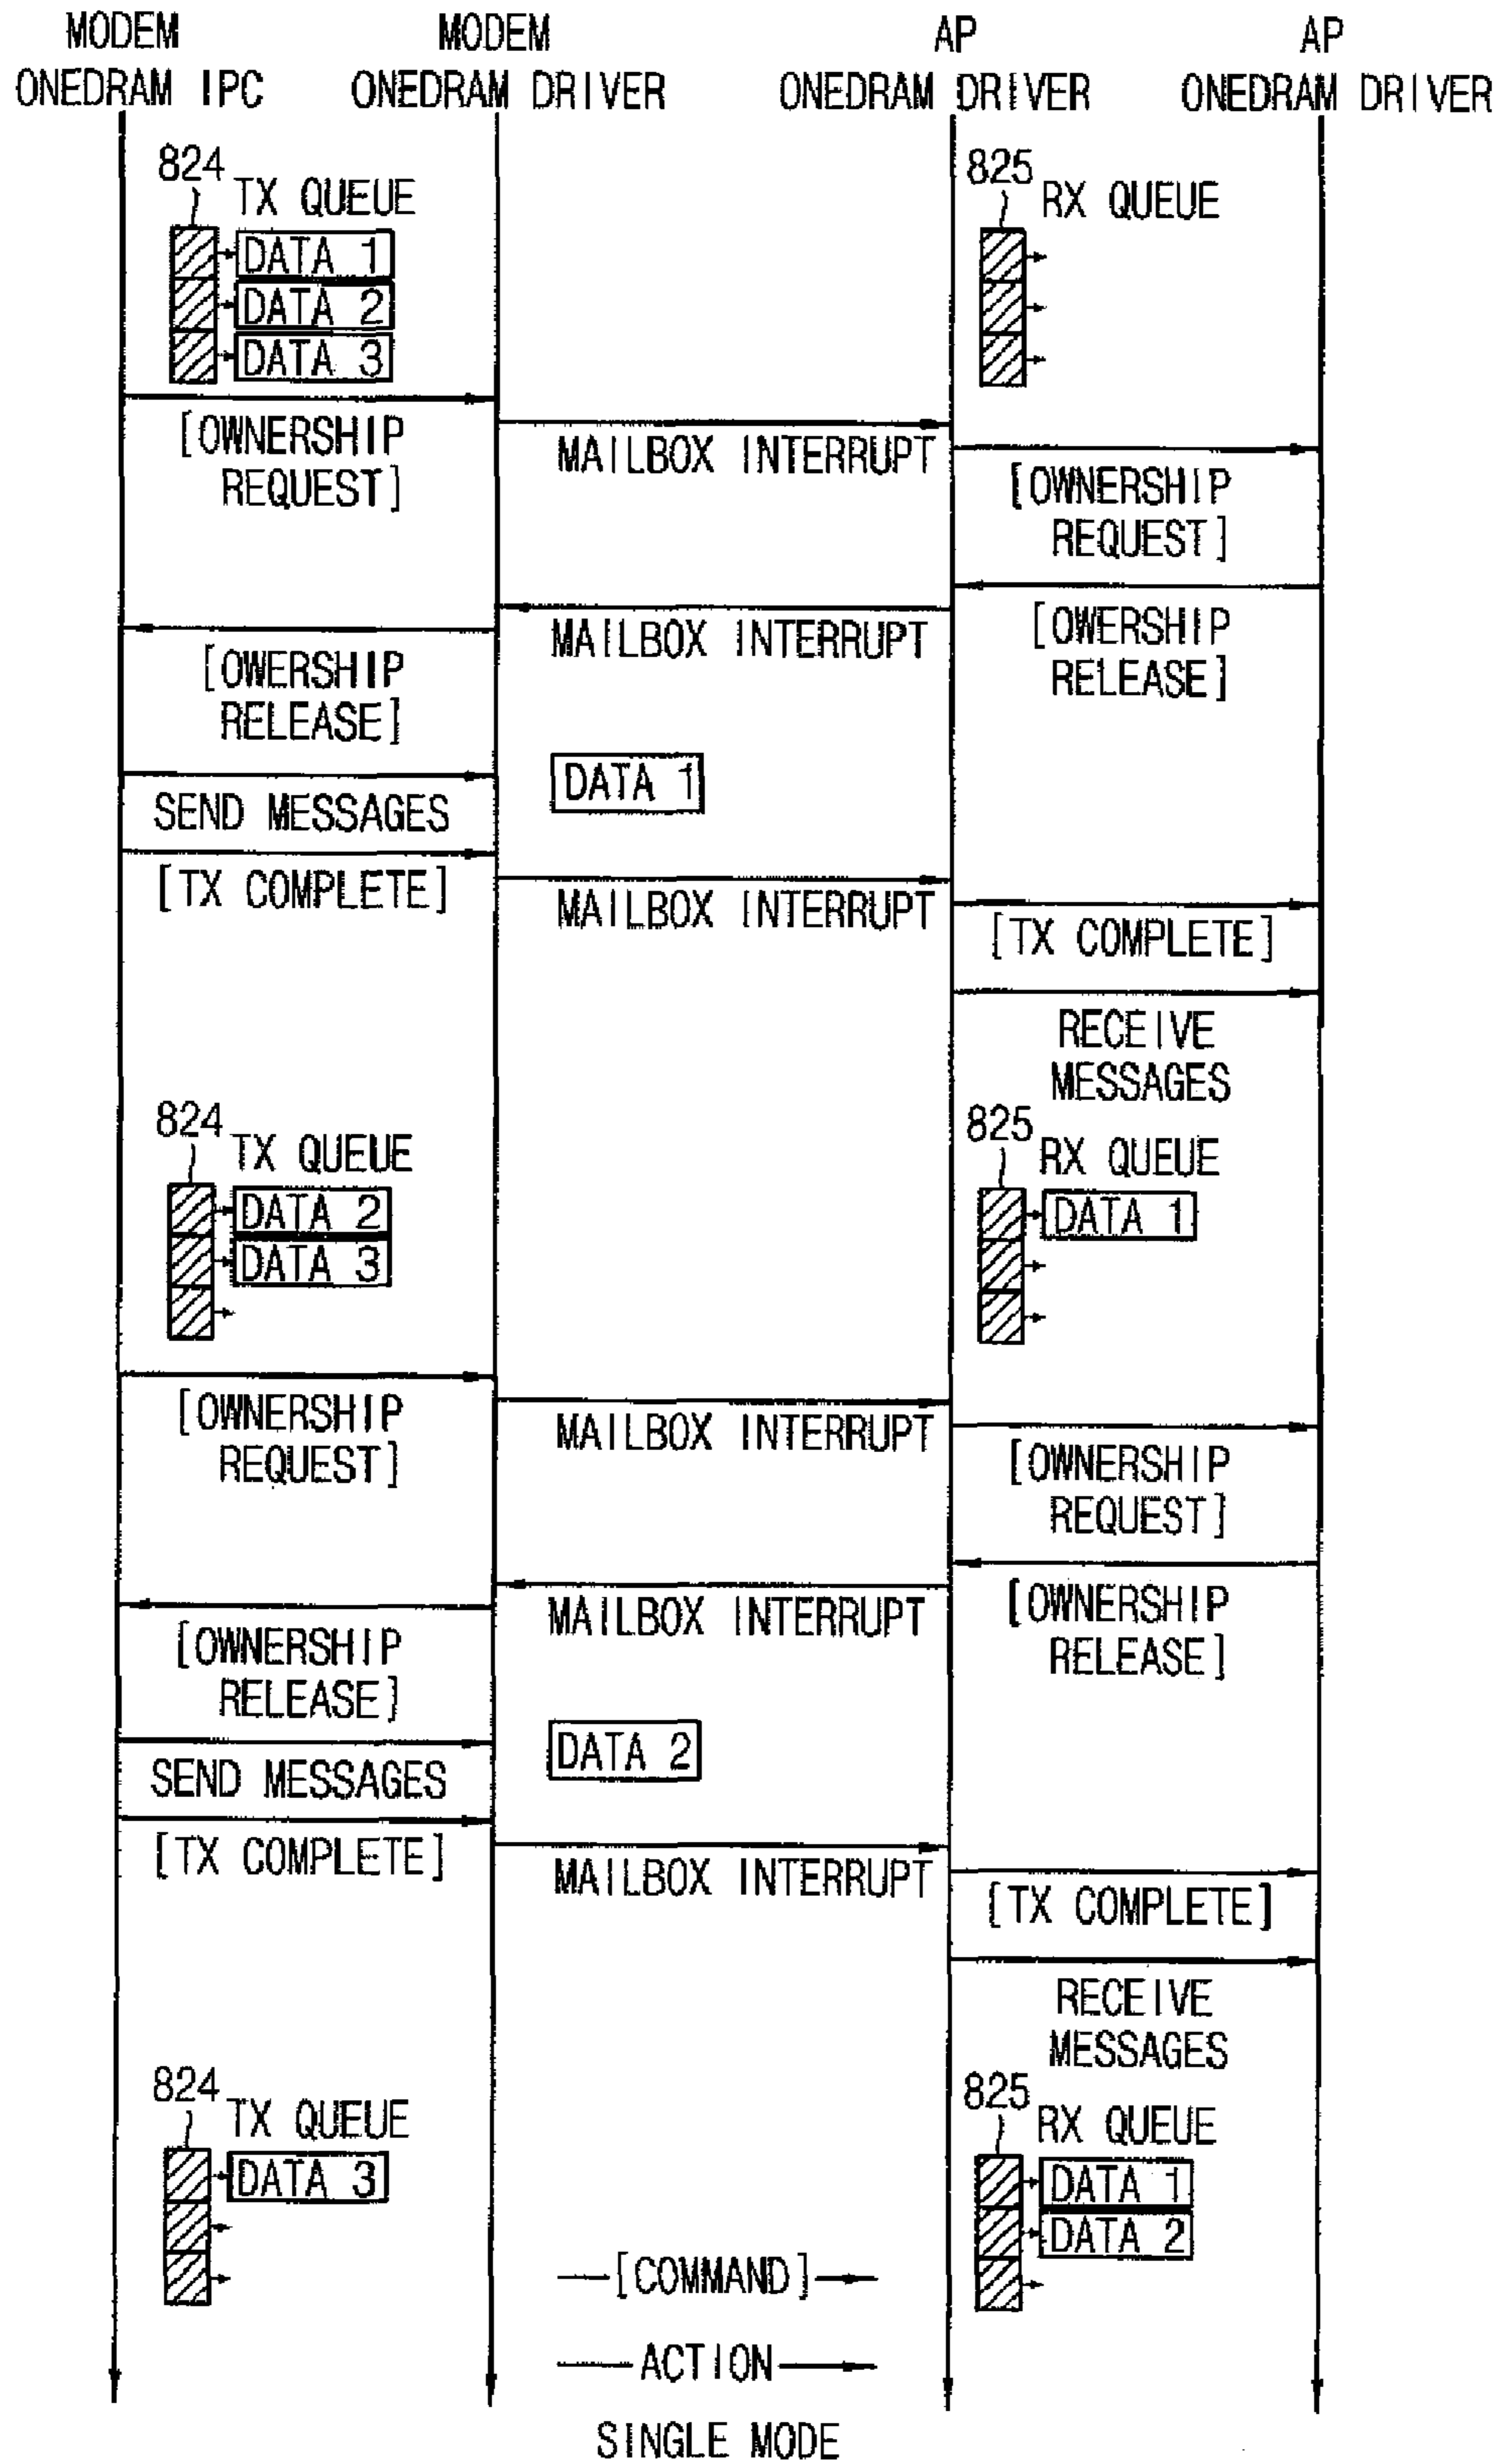 MODEM
ONEDRAM IPC
MODEM
ONEDRAM DRIVER
AP
ONEDRAM DRIVER
AP
ONEDRAM DRIVER
824
TX QUEUE
DATA 1
DATA 2
DATA 3
825
RX QUEUE
[OWNERSHIP
REQUEST]
MAILBOX INTERRUPT
[OWNERSHIP
REQUEST]
[OWERSHIP
RELEASE]
MAILBOX INTERRUPT
[OWERSHIP
RELEASE]
DATA 1
SEND MESSAGES
[TX COMPLETE]
MAILBOX INTERRUPT
[TX COMPLETE]
RECEIVE
MESSAGES
824
TX QUEUE
DATA 2
DATA 3
825
RX QUEUE
DATA 1
[OWNERSHIP
REQUEST]
MAILBOX INTERRUPT
[OWNERSHIP
REQUEST]
[OWNERSHIP
RELEASE]
MAILBOX INTERRUPT
[OWNERSHIP
RELEASE]
DATA 2
SEND MESSAGES
[TX COMPLETE]
MAILBOX INTERRUPT
[TX COMPLETE]
RECEIVE
MESSAGES
824
TX QUEUE
DATA 3
825
RX QUEUE
DATA 1
DATA 2
[COMMAND]
ACTION
SINGLE MODE